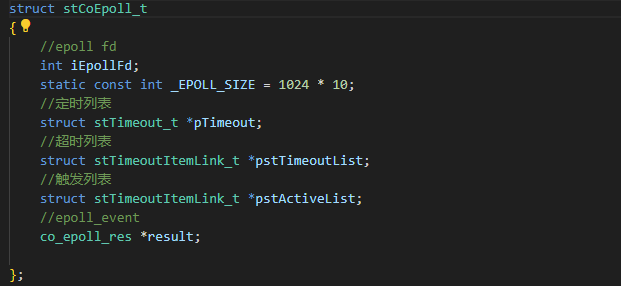 struct stCoEpoll_t
{
    //epoll fd
    int iEpollFd;
    static const int _EPOLL_SIZE = 1024 * 10;
    //定时列表
    struct stTimeout_t *pTimeout;
    //超时列表
    struct stTimeoutItemLink_t *pstTimeoutList;
    //触发列表
    struct stTimeoutItemLink_t *pstActiveList;
    //epoll_event
    co_epoll_res *result;
};